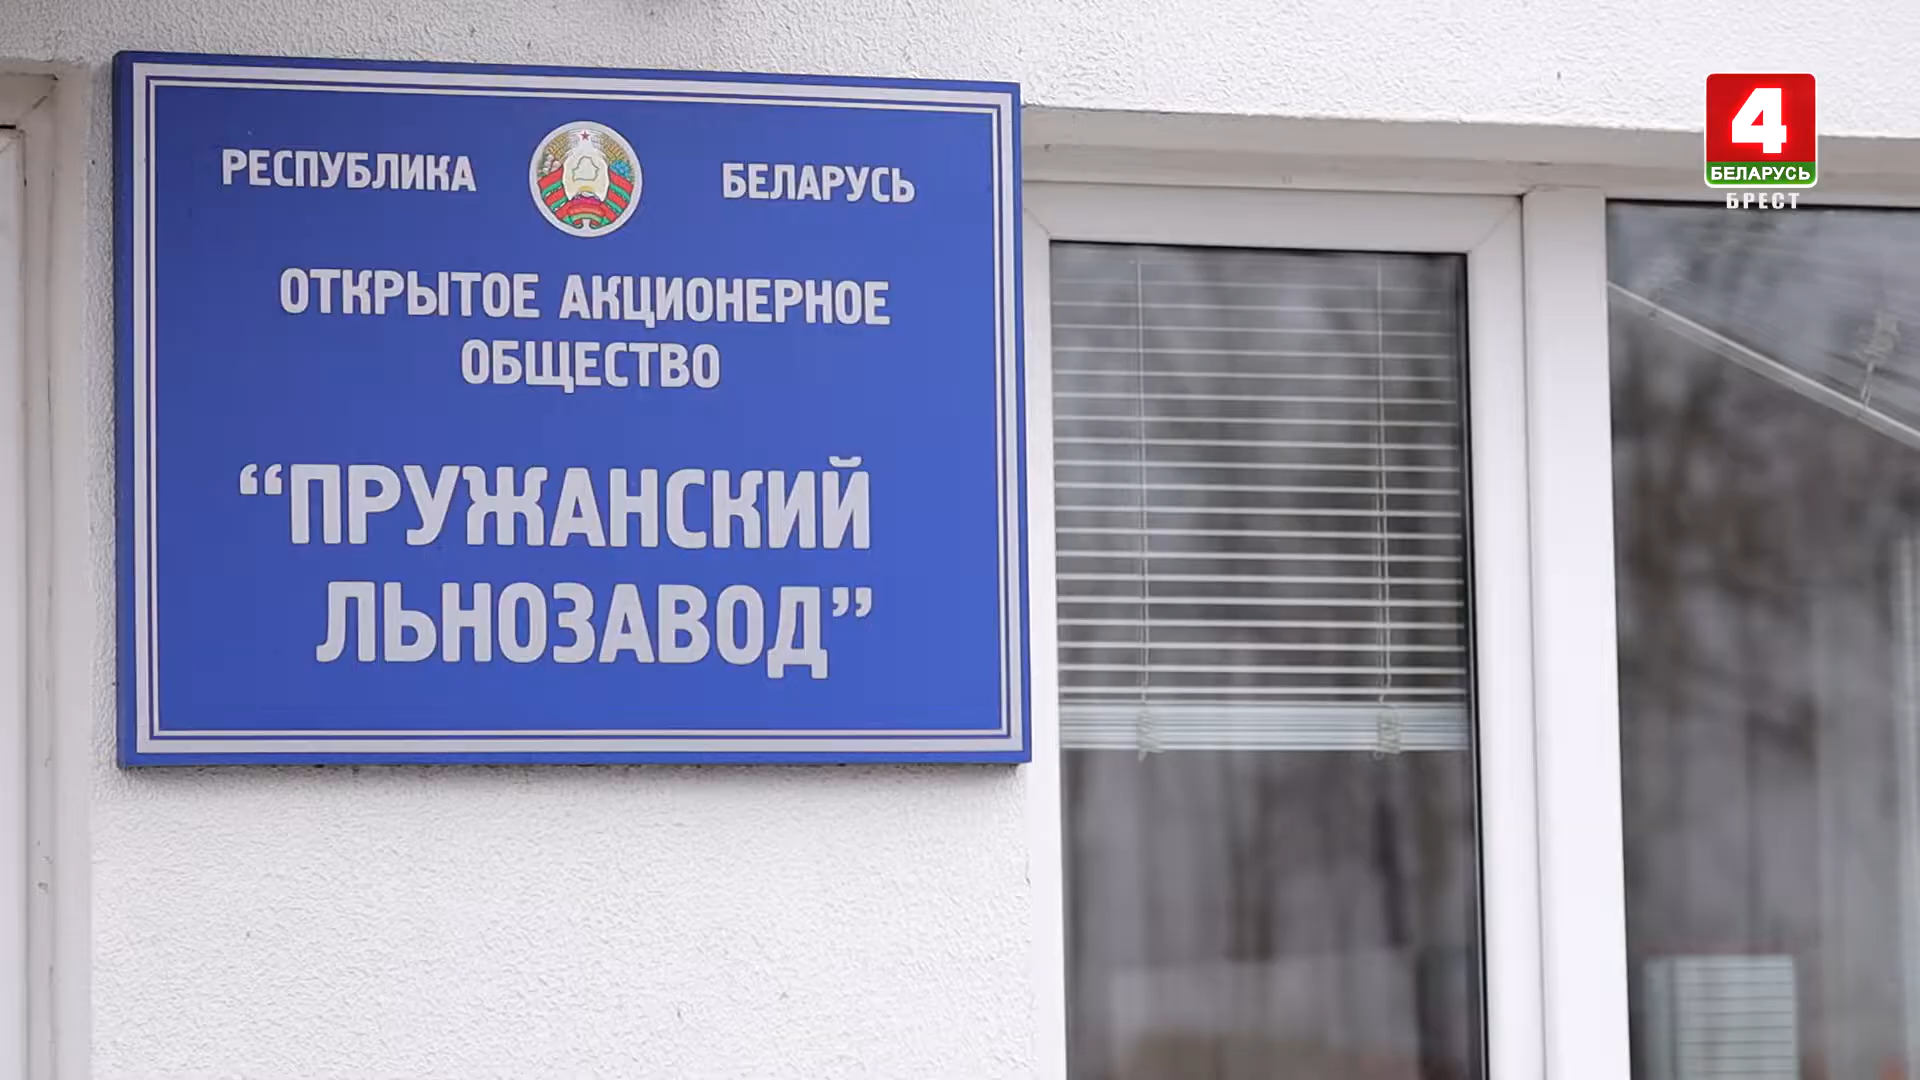 РЕСПУБЛИКА БЕЛАРУСЬ
ОТКРЫТОЕ АКЦИОНЕРНОЕ
ОБЩЕСТВО
“ПРУЖАНСКИЙ
ЛЬНОЗАВОД”
4
БЕЛАРУСЬ
БРЕСТ